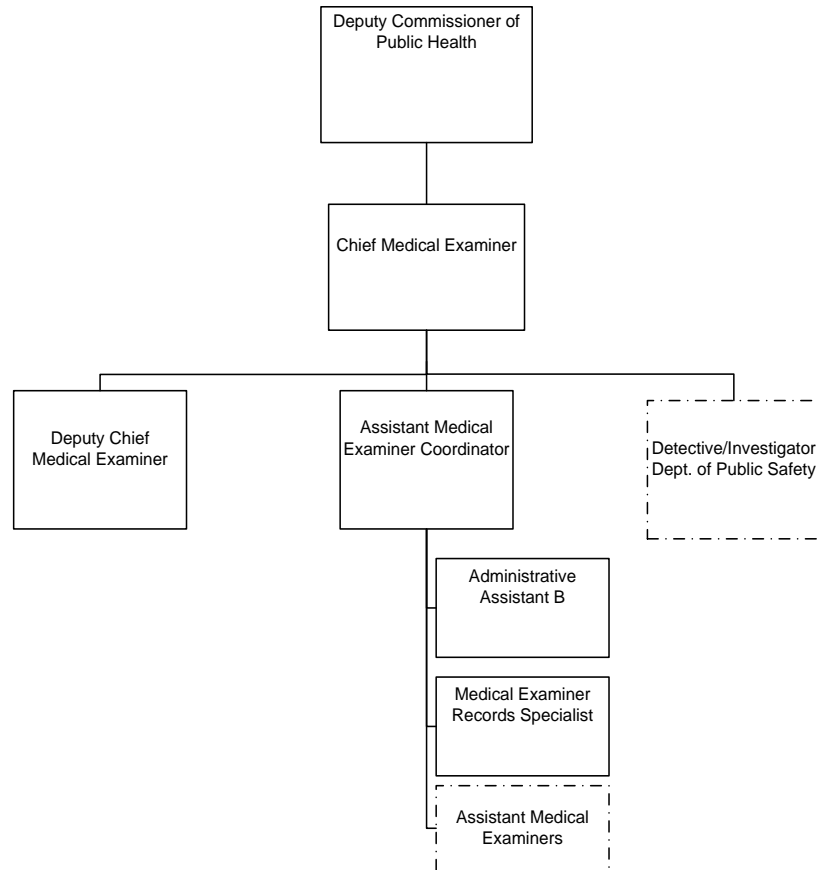 Deputy Commissioner of
Public Health
Chief Medical Examiner
Deputy Chief
Medical Examiner
Assistant Medical
Examiner Coordinator
Detective/Investigator
Dept. of Public Safety
Administrative
Assistant B
Medical Examiner
Records Specialist
Assistant Medical
Examiners